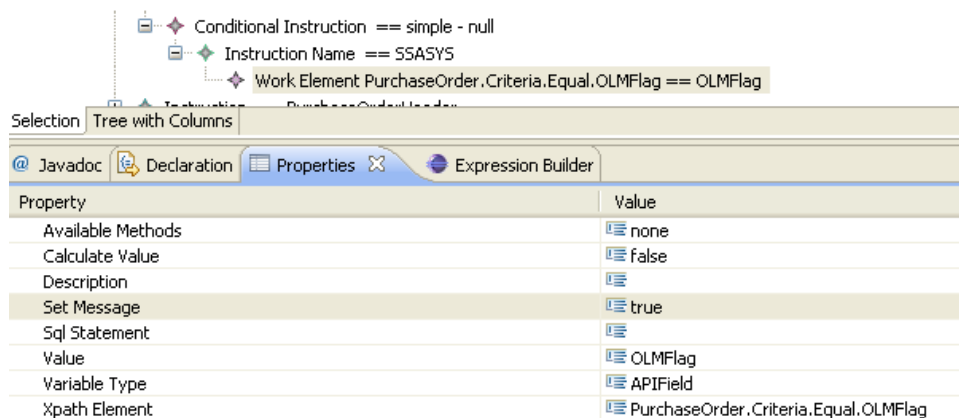 Conditional Instruction == simple - null
Instruction Name == SSASYS
Work Element PurchaseOrder.Criteria.Equal.OLMFlag == OLMFlag
Selection Tree with Columns
@ Javadoc Declaration Properties Expression Builder
Property Value
Available Methods none
Calculate Value false
Description
Set Message true
Sql Statement
Value OLMFlag
Variable Type APIField
Xpath Element PurchaseOrder.Criteria.Equal.OLMFlag